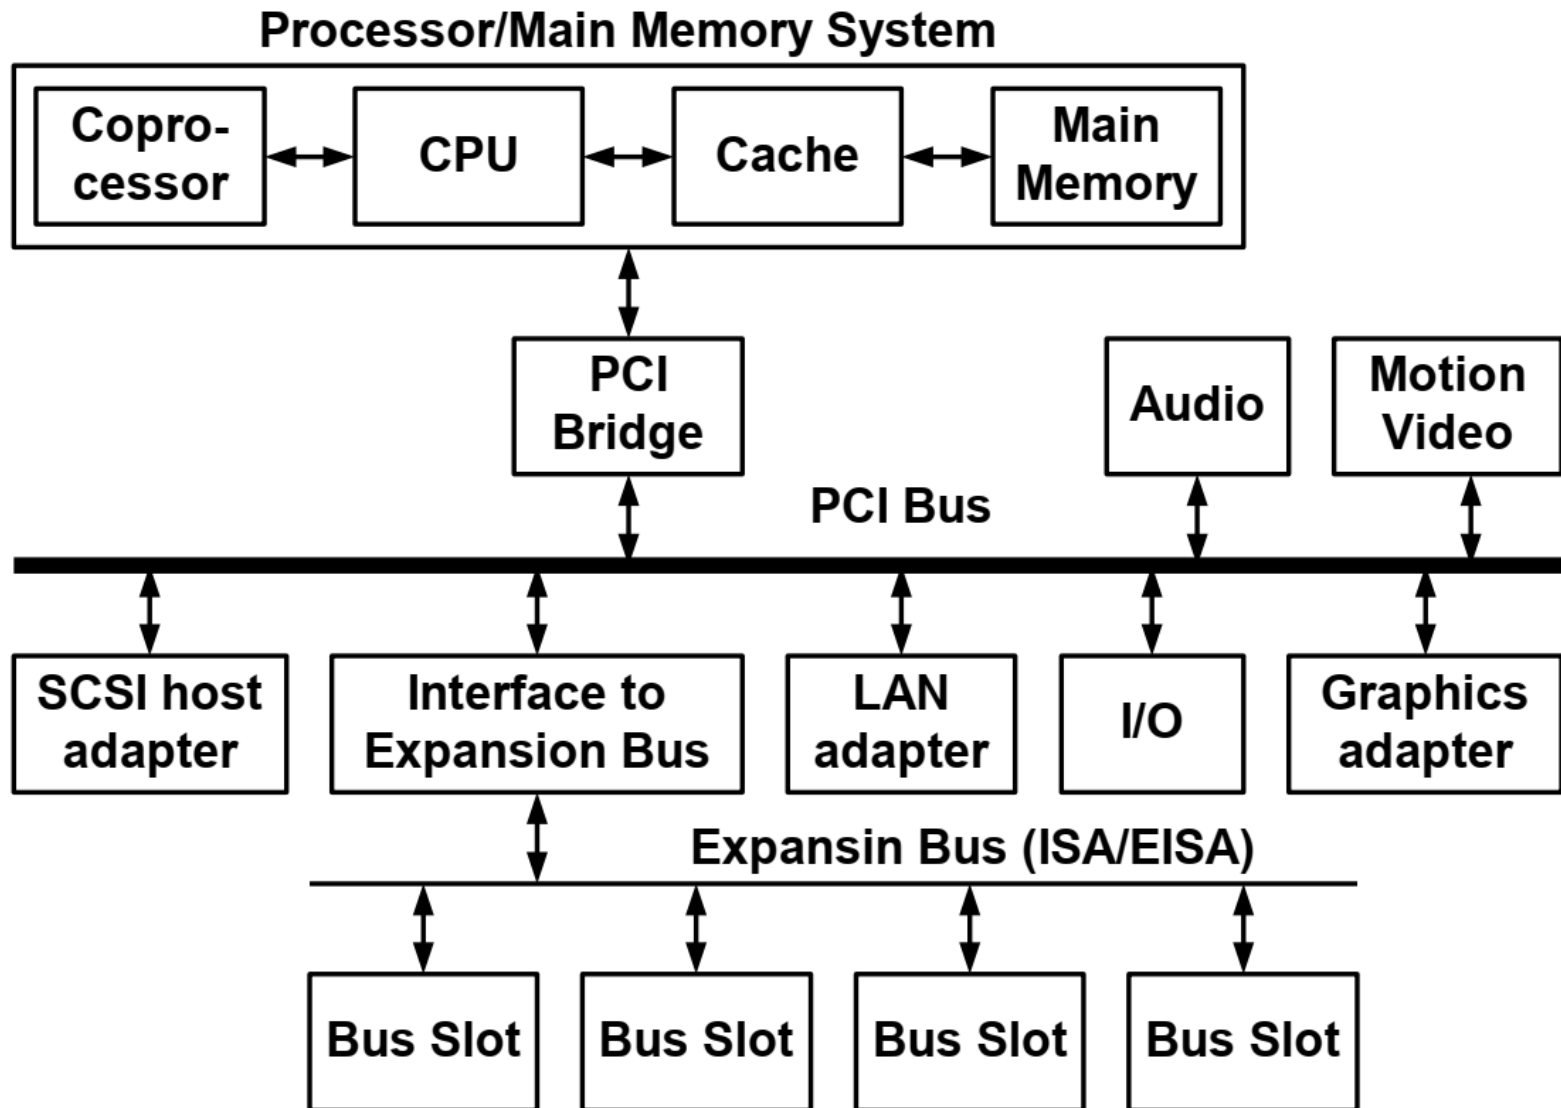 Processor/Main Memory System
Copro-
cessor
CPU
Cache
Main
Memory
PCI
Bridge
Audio
Motion
Video
PCI Bus
SCSI host
adapter
Interface to
Expansion Bus
LAN
adapter
I/O
Graphics
adapter
Expansin Bus (ISA/EISA)
Bus Slot
Bus Slot
Bus Slot
Bus Slot